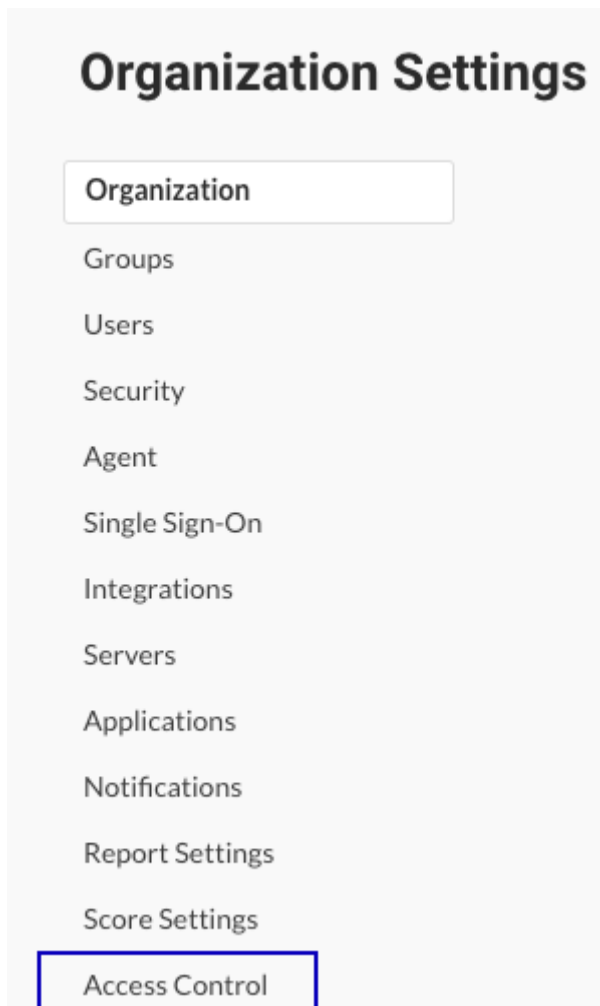 Organization Settings
Organization
Groups
Users
Security
Agent
Single Sign-On
Integrations
Servers
Applications
Notifications
Report Settings
Score Settings
Access Control